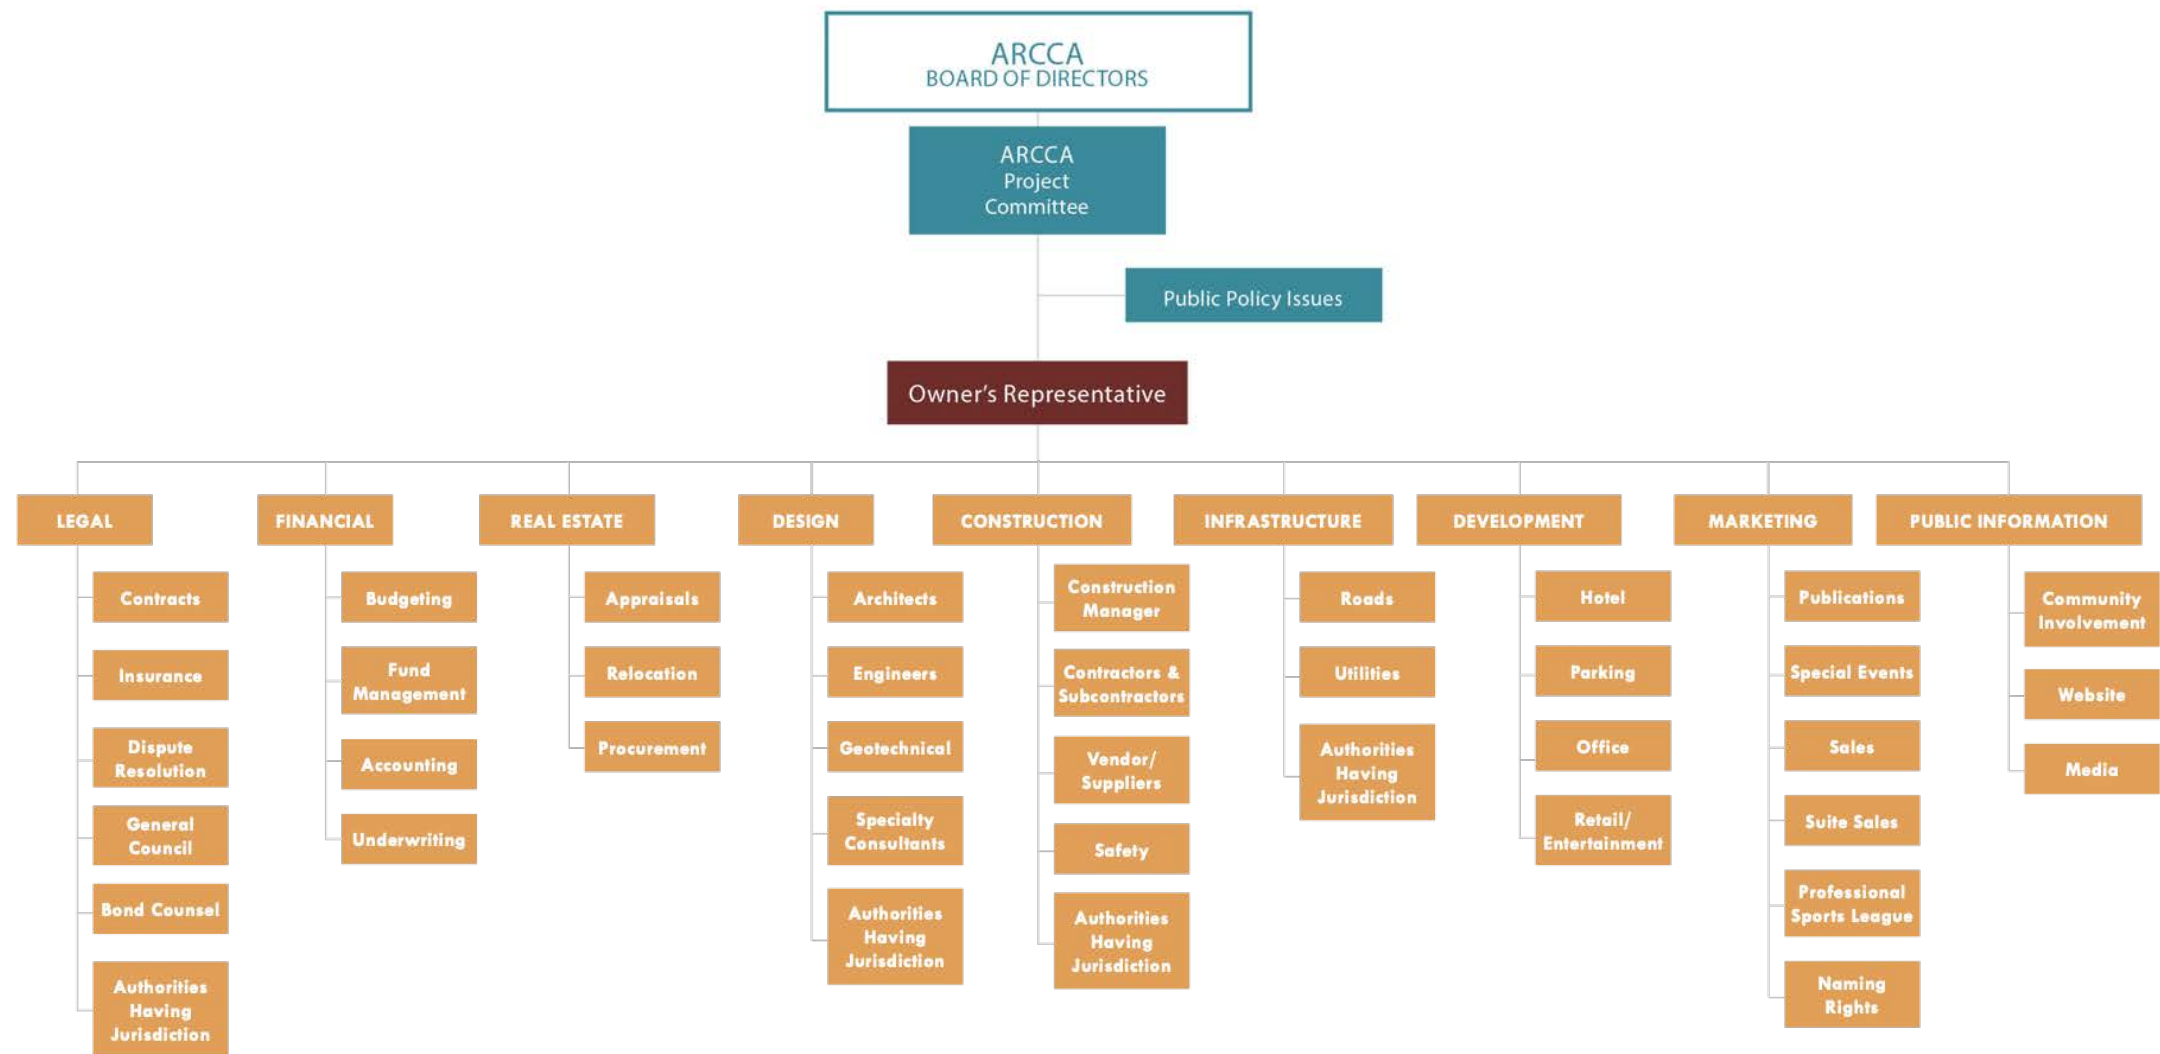 ARCCA
BOARD OF DIRECTORS
ARCCA
Project
Committee
Public Policy Issues
Owner's Representative
LEGAL
Contracts
Insurance
Dispute
Resolution
General
Council
Bond Counsel
Authorities
Having
Jurisdiction
FINANCIAL
Budgeting
Fund
Management
Accounting
Underwriting
REAL ESTATE
Appraisals
Relocation
Procurement
DESIGN
Architects
Engineers
Geotechnical
Specialty
Consultants
Authorities
Having
Jurisdiction
CONSTRUCTION
Construction
Manager
Contractors &
Subcontractors
Vendor/
Suppliers
Safety
Authorities
Having
Jurisdiction
INFRASTRUCTURE
Roads
Utilities
Authorities
Having
Jurisdiction
DEVELOPMENT
Hotel
Parking
Office
Retail/
Entertainment
MARKETING
Publications
Special Events
Sales
Suite Sales
Professional
Sports League
Naming
Rights
PUBLIC INFORMATION
Community
Involvement
Website
Media